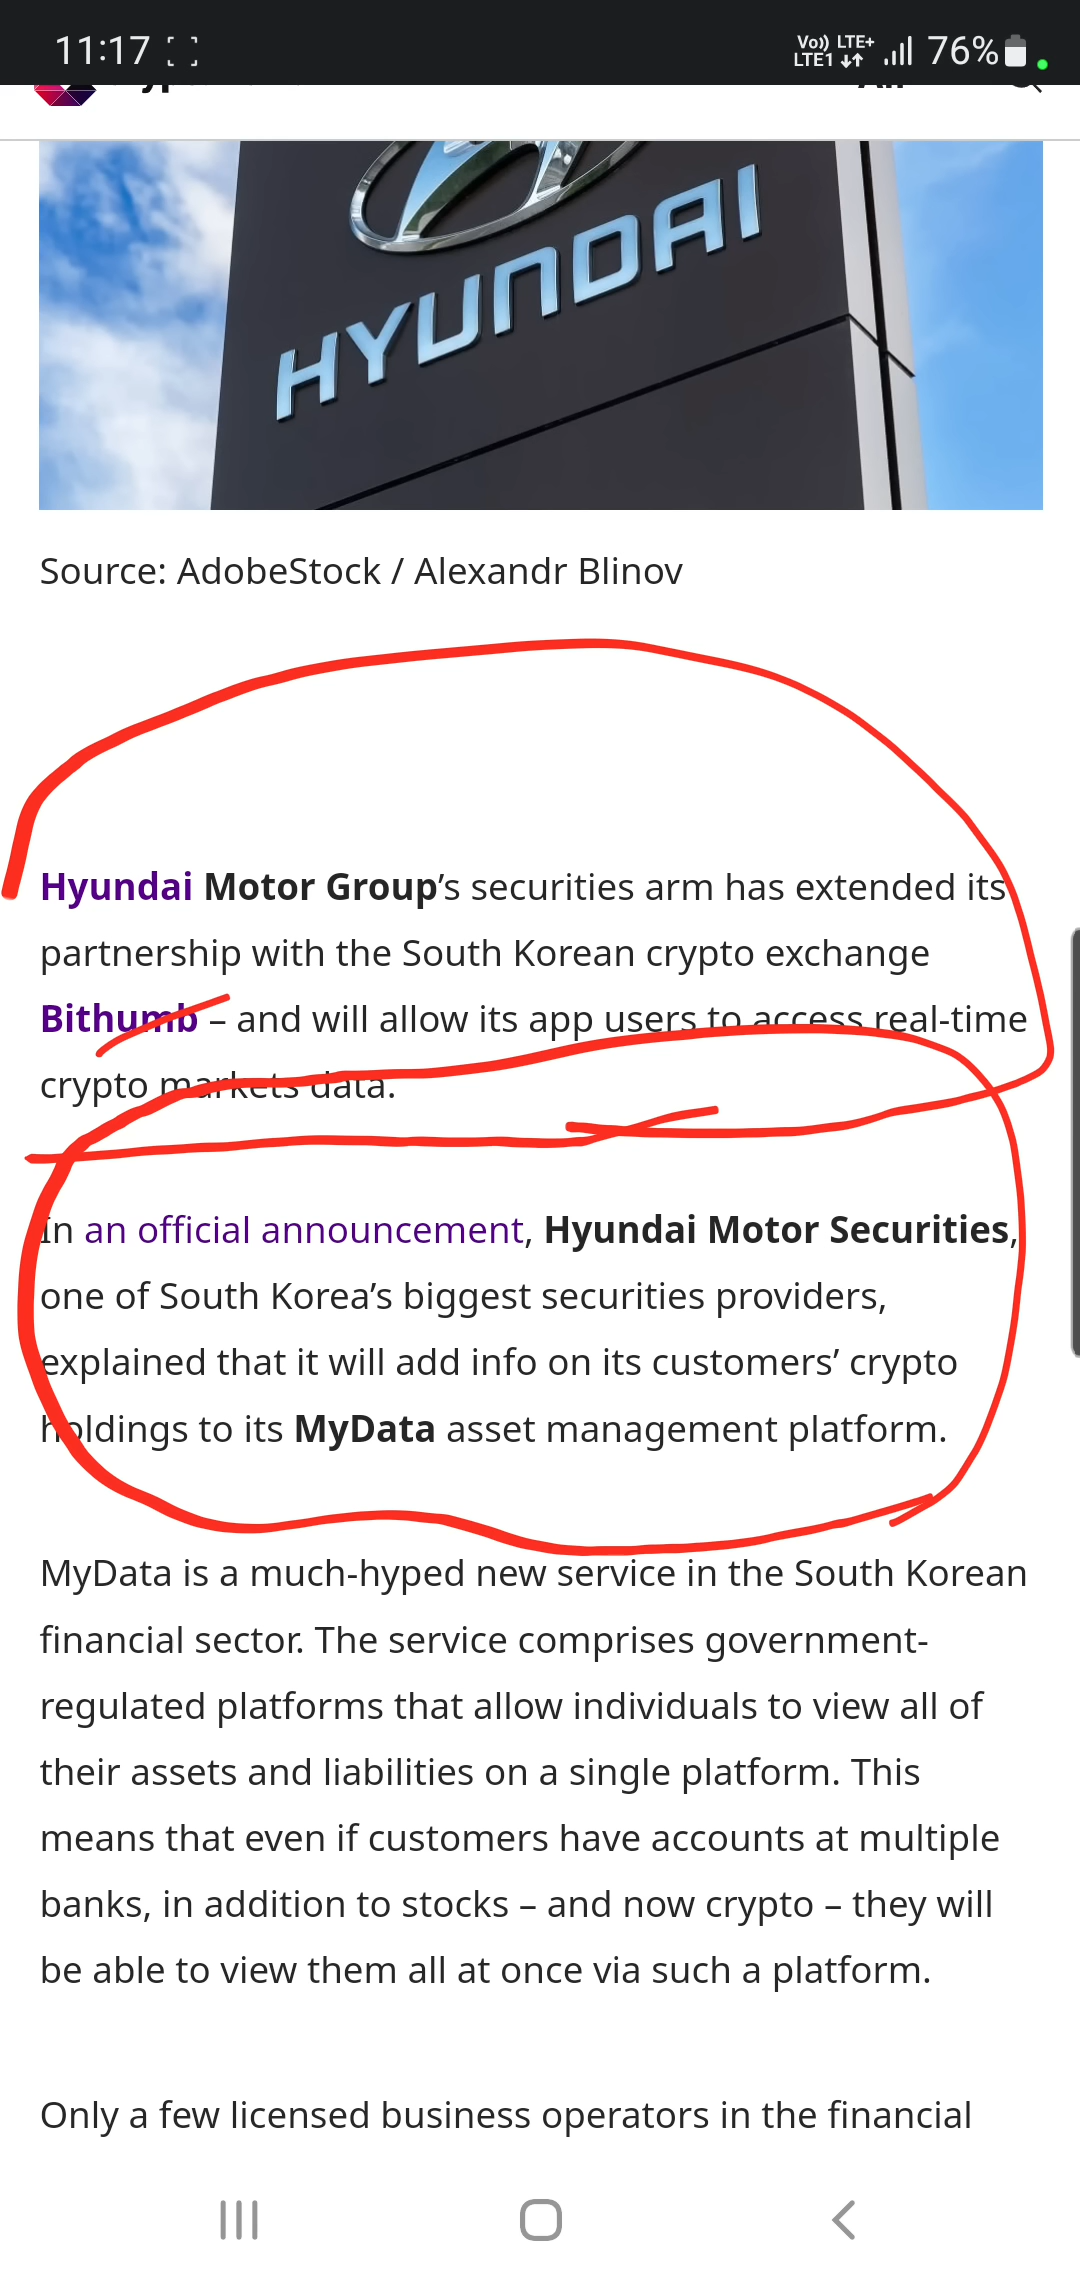 11:17
Vo)) LTE+
LTE1
76%
HYUNDAI
Source: AdobeStock / Alexandr Blinov
Hyundai Motor Group’s securities arm has extended its
partnership with the South Korean crypto exchange
Bithumb – and will allow its app users to access real-time
crypto markets data.
In an official announcement, Hyundai Motor Securities,
one of South Korea’s biggest securities providers,
explained that it will add info on its customers’ crypto
holdings to its MyData asset management platform.
MyData is a much-hyped new service in the South Korean
financial sector. The service comprises government-
regulated platforms that allow individuals to view all of
their assets and liabilities on a single platform. This
means that even if customers have accounts at multiple
banks, in addition to stocks – and now crypto – they will
be able to view them all at once via such a platform.
Only a few licensed business operators in the financial